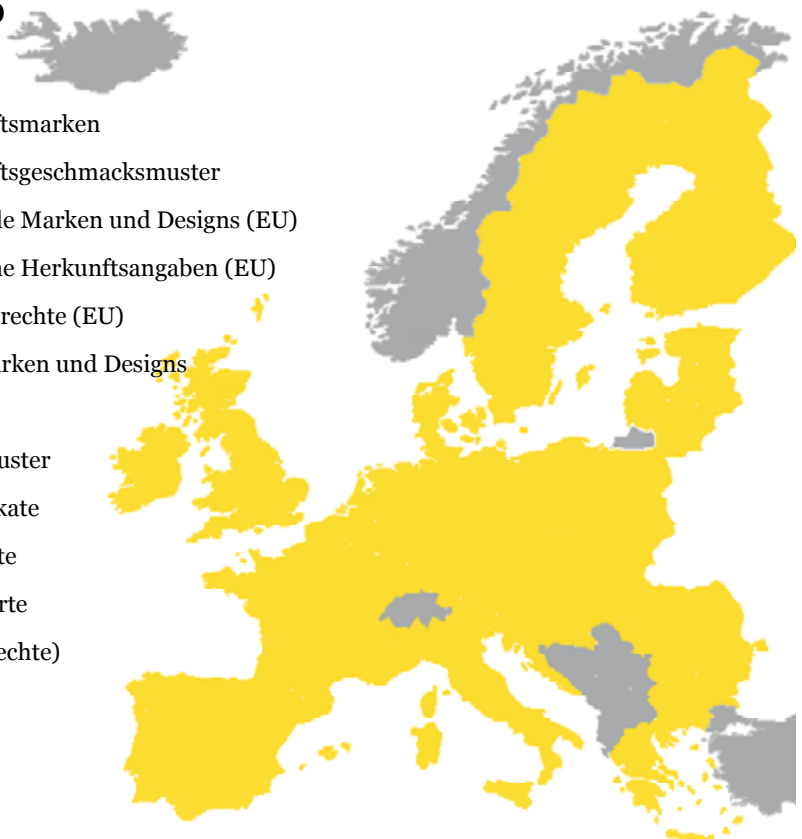 ftsmarken
ftsgeschmacksmuster
le Marken und Designs (EU)
ne Herkunftsangaben (EU)
rechte (EU)
rken und Designs
uster
kate
te
rte
echte)